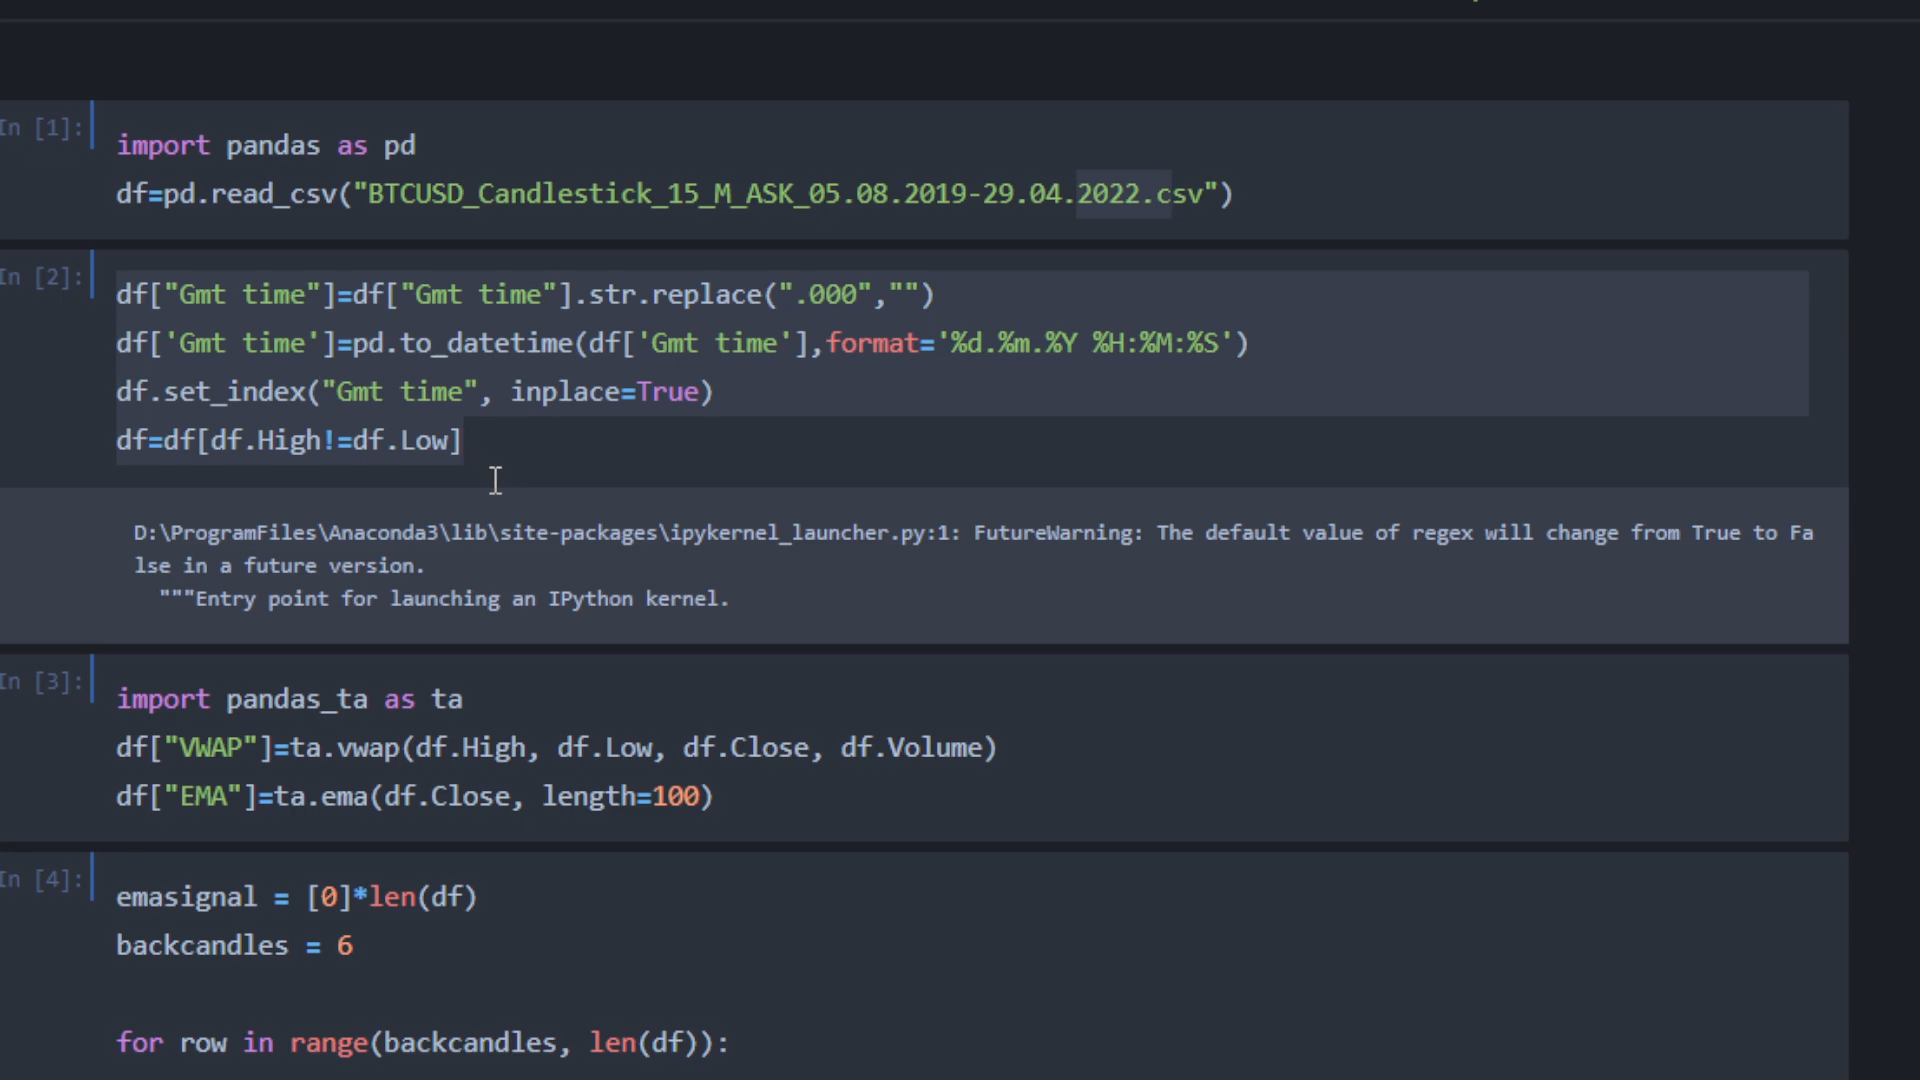 In [1]:
import pandas as pd
df=pd.read_csv("BTCUSD_Candlestick_15_M_ASK_05.08.2019-29.04.2022.csv")
In [2]:
df["Gmt time"]=df["Gmt time"].str.replace(".000","")
df['Gmt time']=pd.to_datetime(df['Gmt time'],format='%d.%m.%Y %H:%M:%S')
df.set_index("Gmt time", inplace=True)
df=df[df.High!=df.Low]
D:\ProgramFiles\Anaconda3\lib\site-packages\ipykernel_launcher.py:1: FutureWarning: The default value of regex will change from True to Fa
lse in a future version.
"""Entry point for launching an IPython kernel.
In [3]:
import pandas_ta as ta
df["VWAP"]=ta.vwap(df.High, df.Low, df.Close, df.Volume)
df["EMA"]=ta.ema(df.Close, length=100)
In [4]:
emasignal = [0]*len(df)
backcandles = 6
for row in range(backcandles, len(df)):